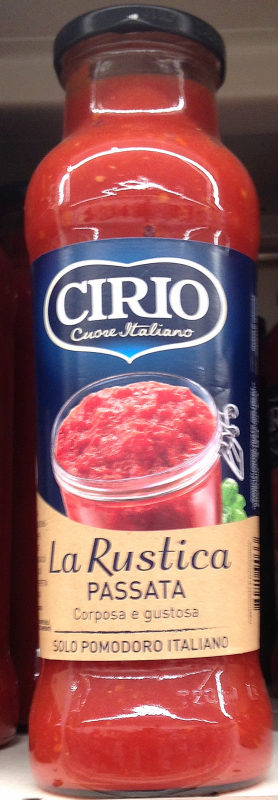 CIRIO
Cuore Italiano
La Rustica
PASSATA
Corposa e gustosa
SOLO POMODORO ITALIANO